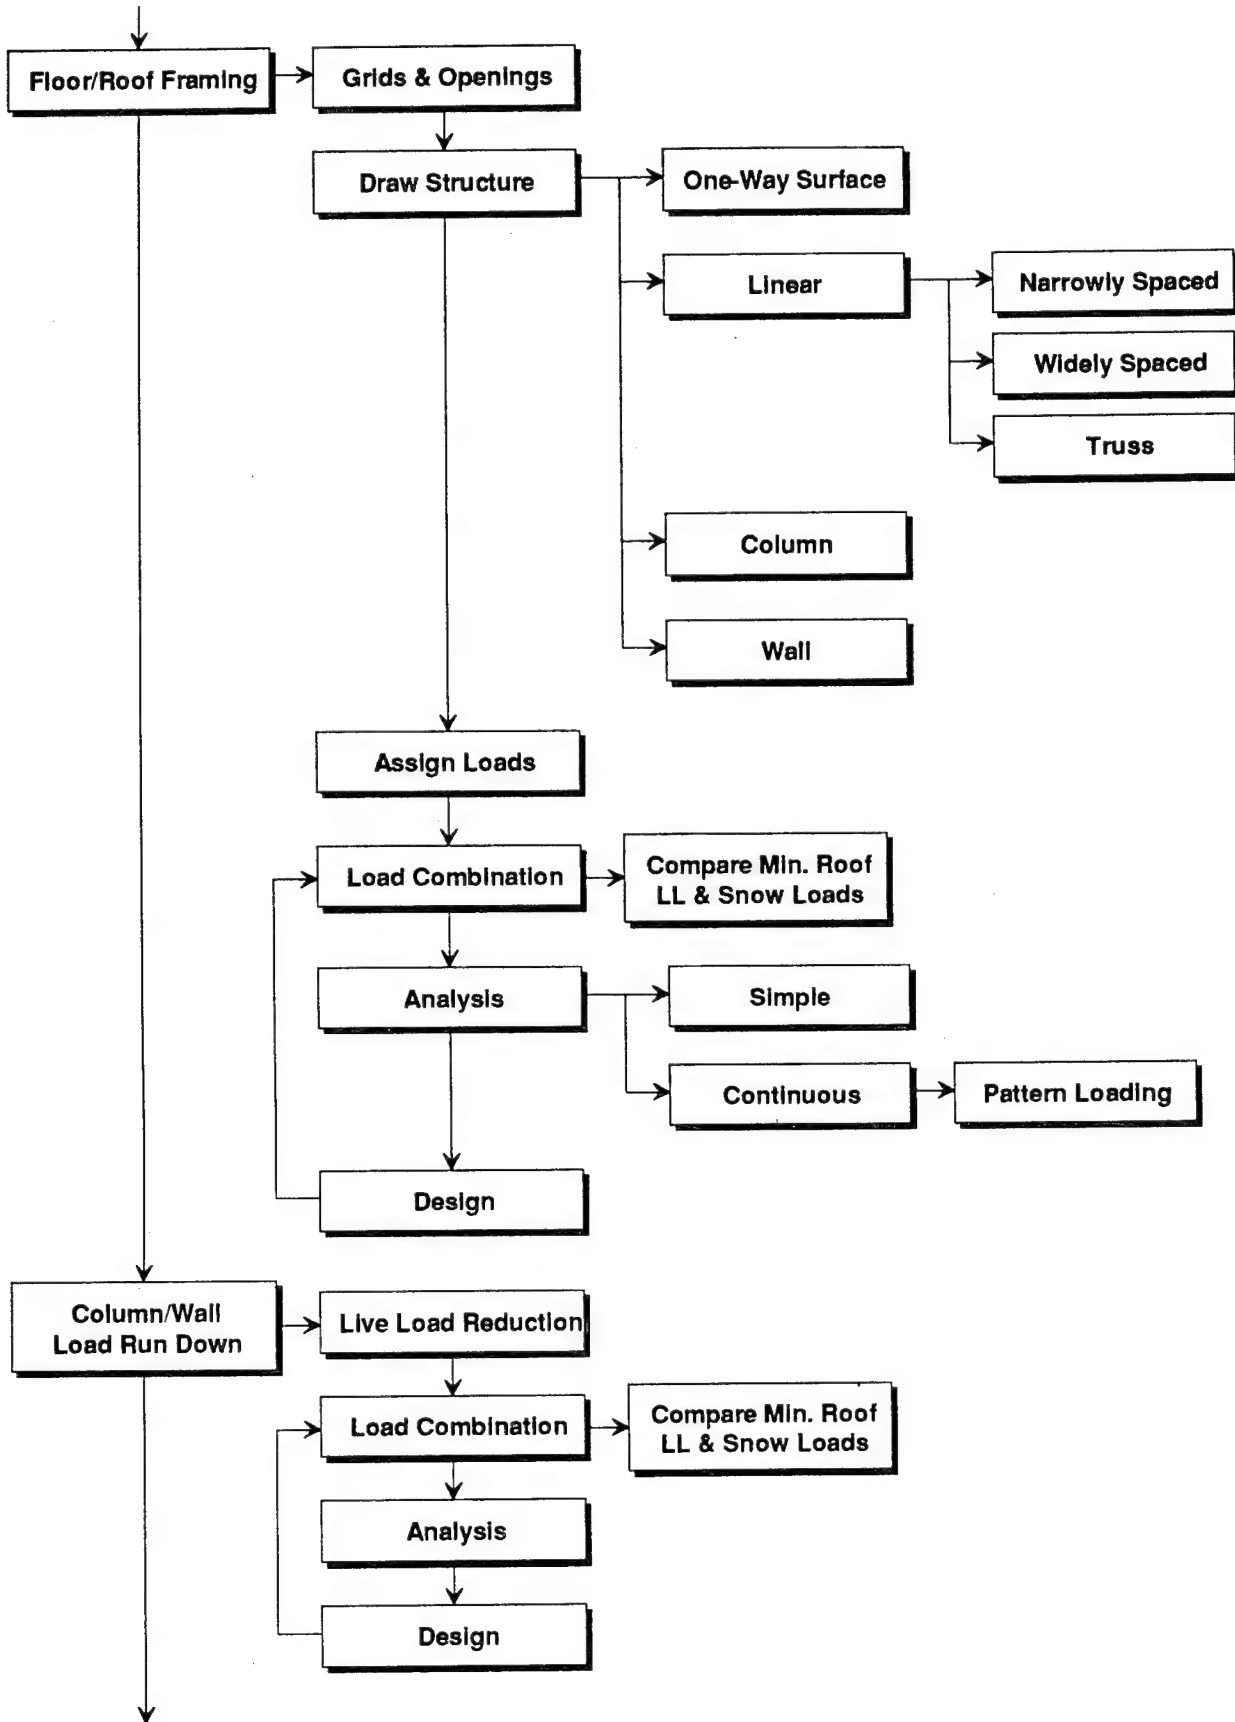 Floor/Roof Framing
Grids & Openings
Draw Structure
One-Way Surface
Linear
Narrowly Spaced
Widely Spaced
Truss
Column
Wall
Assign Loads
Load Combination
Compare Min. Roof
LL & Snow Loads
Analysis
Simple
Continuous
Pattern Loading
Design
Column/Wall
Load Run Down
Live Load Reduction
Load Combination
Compare Min. Roof
LL & Snow Loads
Analysis
Design